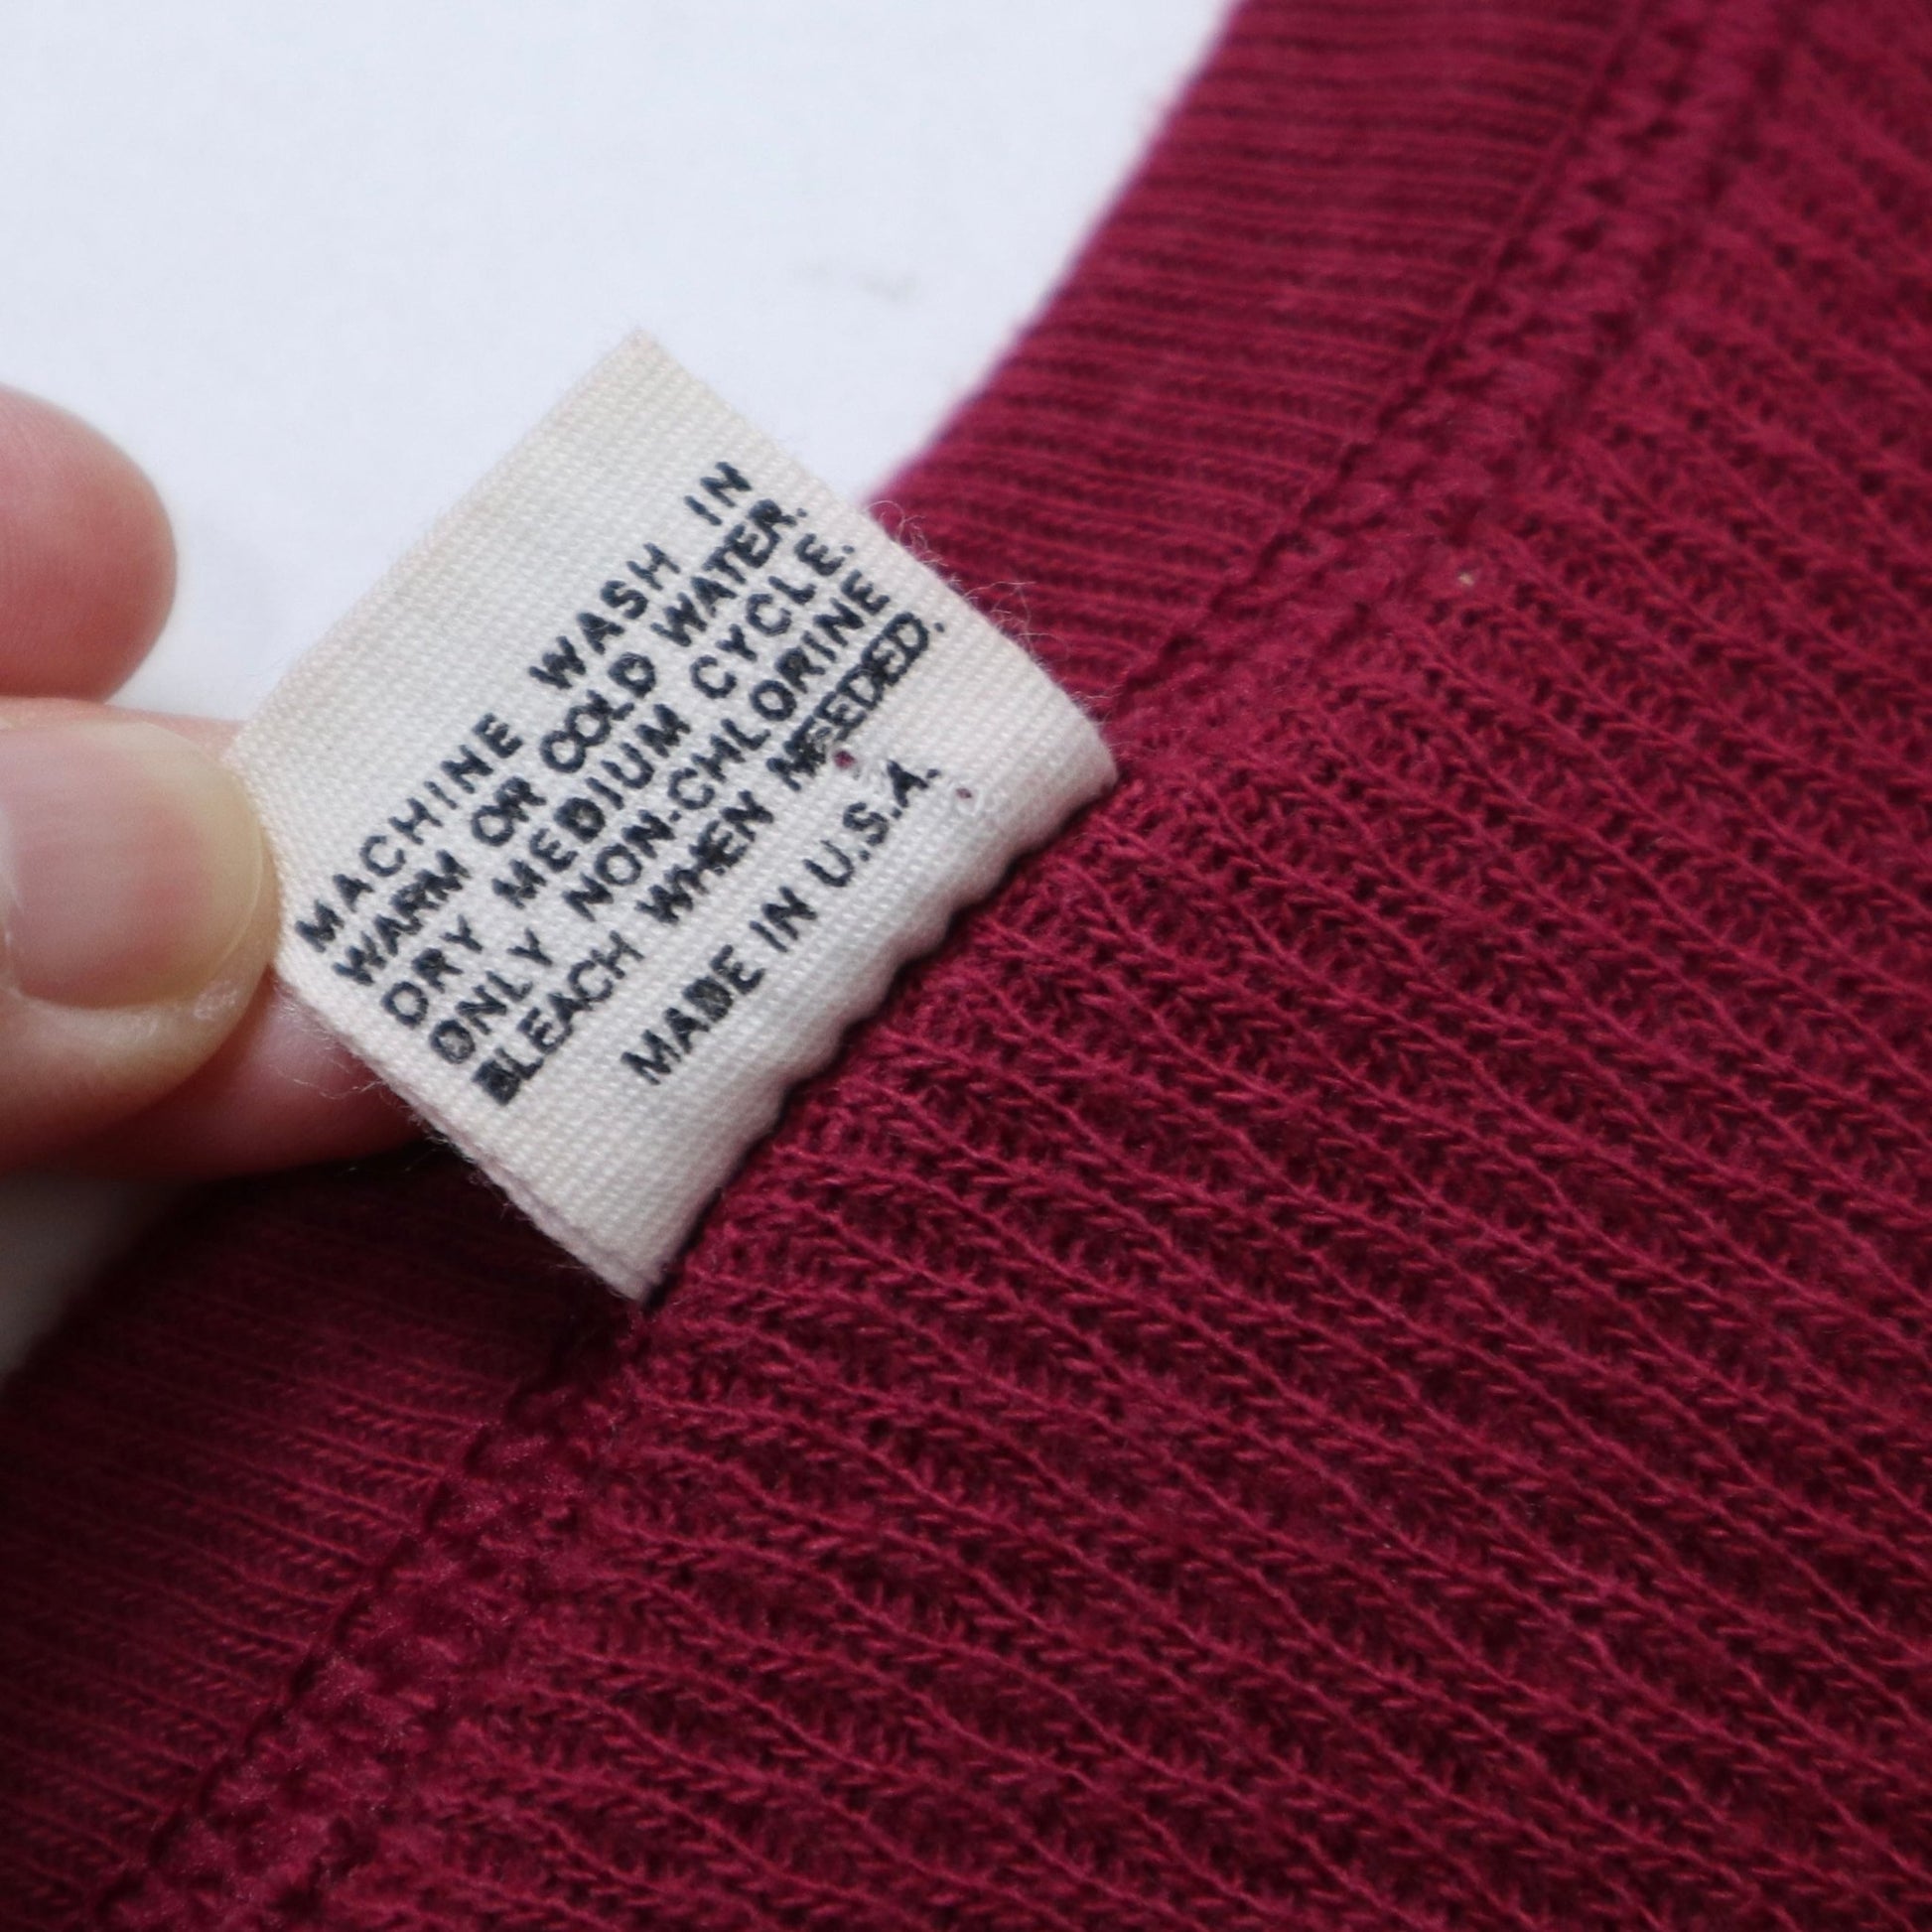 MACHINE WASH IN
WARM OR COLD WATER.
DRY MEDIUM CYCLE.
ONLY NON-CHLORINE
BLEACH WHEN NEEDED.
MADE IN U.S.A.